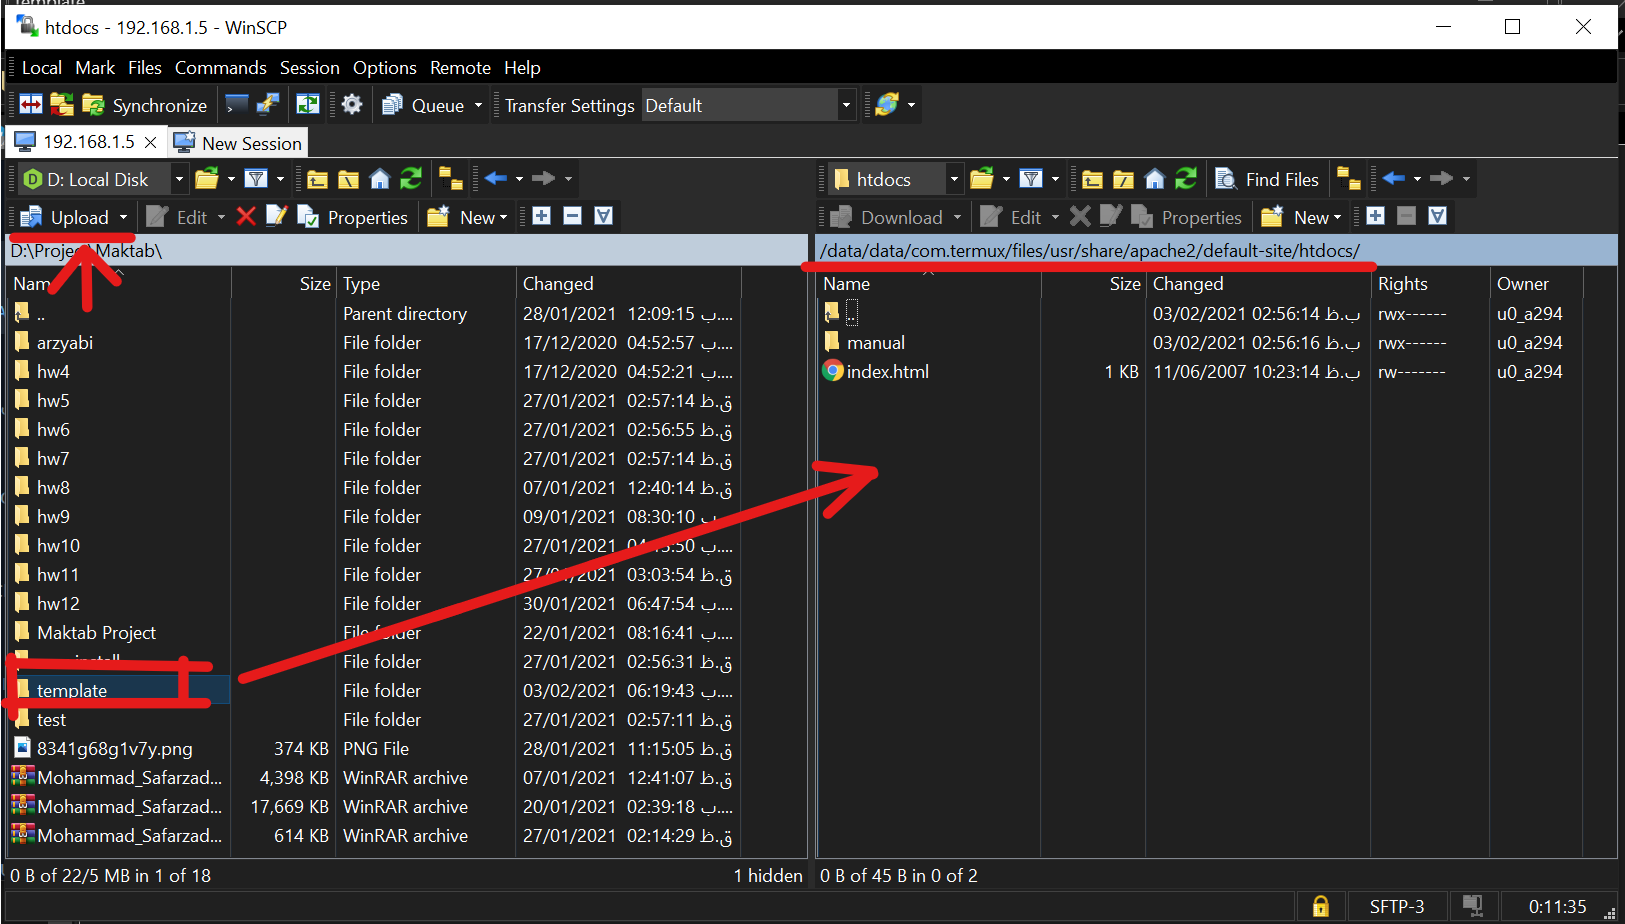 Template
htdocs - 192.168.1.5 - WinSCP
Local Mark Files Commands Session Options Remote Help
Synchronize Queue Transfer Settings Default
192.168.1.5 New Session
D: Local Disk htdocs Find Files
Upload Edit Properties New Download Edit Properties New
D:\Project\Maktab\ /data/data/com.termux/files/usr/share/apache2/default-site/htdocs/
Size Type Changed Name Size Changed Rights Owner
.. Parent directory 28/01/2021 12:09:15 ب.... .. 03/02/2021 02:56:14 ب.ظ rwx------ u0_a294
arzyabi File folder 17/12/2020 04:52:57 ب.... manual 03/02/2021 02:56:16 ب.ظ rwx------ u0_a294
hw4 File folder 17/12/2020 04:52:21 ب.... index.html 1 KB 11/06/2007 10:23:14 ب.ظ rw------- u0_a294
hw5 File folder 27/01/2021 02:57:14 ق.ظ
hw6 File folder 27/01/2021 02:56:55 ق.ظ
hw7 File folder 27/01/2021 02:57:14 ق.ظ
hw8 File folder 07/01/2021 12:40:14 ق.ظ
hw9 File folder 09/01/2021 08:30:10 ب....
hw10 File folder 27/01/2021 ب....
hw11 File folder 27/01/2021 03:03:54 ق.ظ
hw12 File folder 30/01/2021 06:47:54 ب....
Maktab Project File folder 22/01/2021 08:16:41 ب....
File folder 27/01/2021 02:56:31 ق.ظ
template File folder 03/02/2021 06:19:43 ب....
test File folder 27/01/2021 02:57:11 ق.ظ
8341g68g1v7y.png 374 KB PNG File 28/01/2021 11:15:05 ق.ظ
Mohammad_Safarzad... 4,398 KB WinRAR archive 07/01/2021 12:41:07 ق.ظ
Mohammad_Safarzad... 17,669 KB WinRAR archive 20/01/2021 02:39:18 ب....
Mohammad_Safarzad... 614 KB WinRAR archive 27/01/2021 02:14:29 ق.ظ
0 B of 22/5 MB in 1 of 18 1 hidden 0 B of 45 B in 0 of 2
SFTP-3 0:11:35